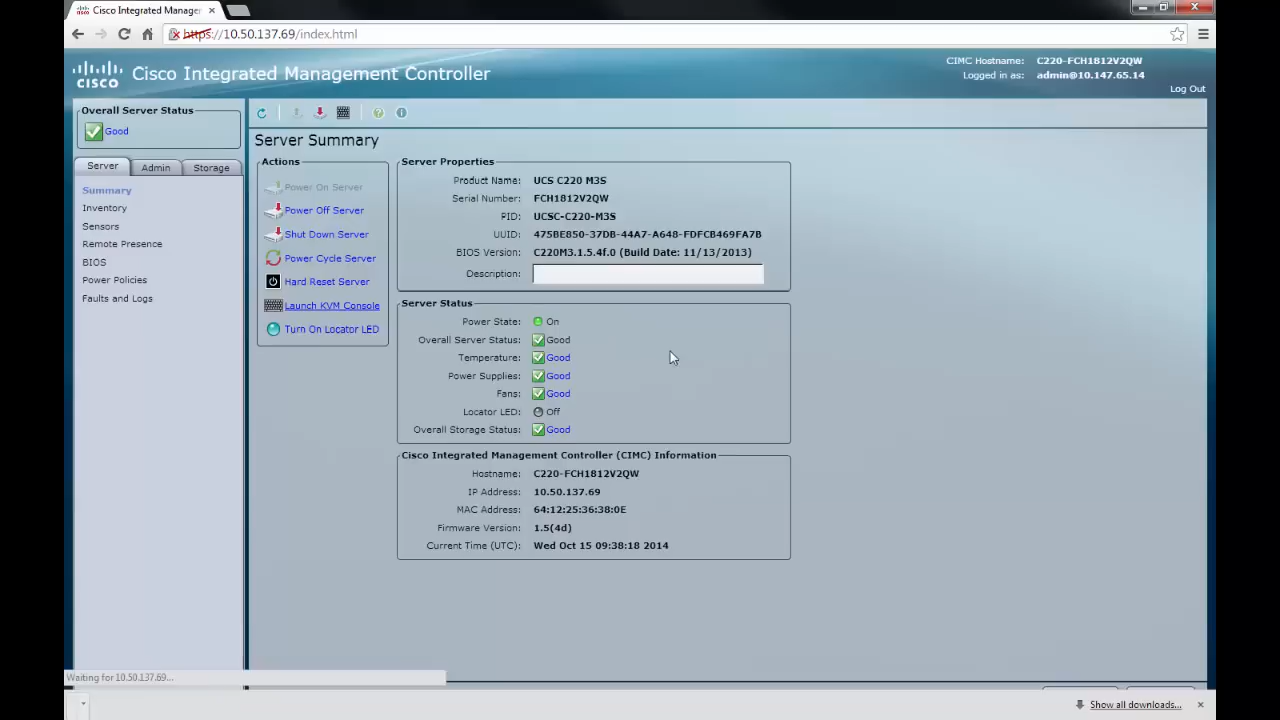 Cisco Integrated Manager
https://10.50.137.69/index.html
CISCO
Cisco Integrated Management Controller
CIMC Hostname: C220-FCH1812V2QW
Logged in as: admin@10.147.65.14
Log Out
Overall Server Status
Good
Server Admin Storage
Summary
Inventory
Sensors
Remote Presence
BIOS
Power Policies
Faults and Logs
Server Summary
Actions
Power On Server
Power Off Server
Shut Down Server
Power Cycle Server
Hard Reset Server
Launch KVM Console
Turn On Locator LED
Server Properties
Product Name: UCS C220 M3S
Serial Number: FCH1812V2QW
PID: UCSC-C220-M3S
UUID: 475BE850-37DB-44A7-A648-FDFCB469FA7B
BIOS Version: C220M3.1.5.4f.0 (Build Date: 11/13/2013)
Description:
Server Status
Power State: On
Overall Server Status: Good
Temperature: Good
Power Supplies: Good
Fans: Good
Locator LED: Off
Overall Storage Status: Good
Cisco Integrated Management Controller (CIMC) Information
Hostname: C220-FCH1812V2QW
IP Address: 10.50.137.69
MAC Address: 64:12:25:36:38:0E
Firmware Version: 1.5(4d)
Current Time (UTC): Wed Oct 15 09:38:18 2014
Waiting for 10.50.137.69...
Show all downloads...